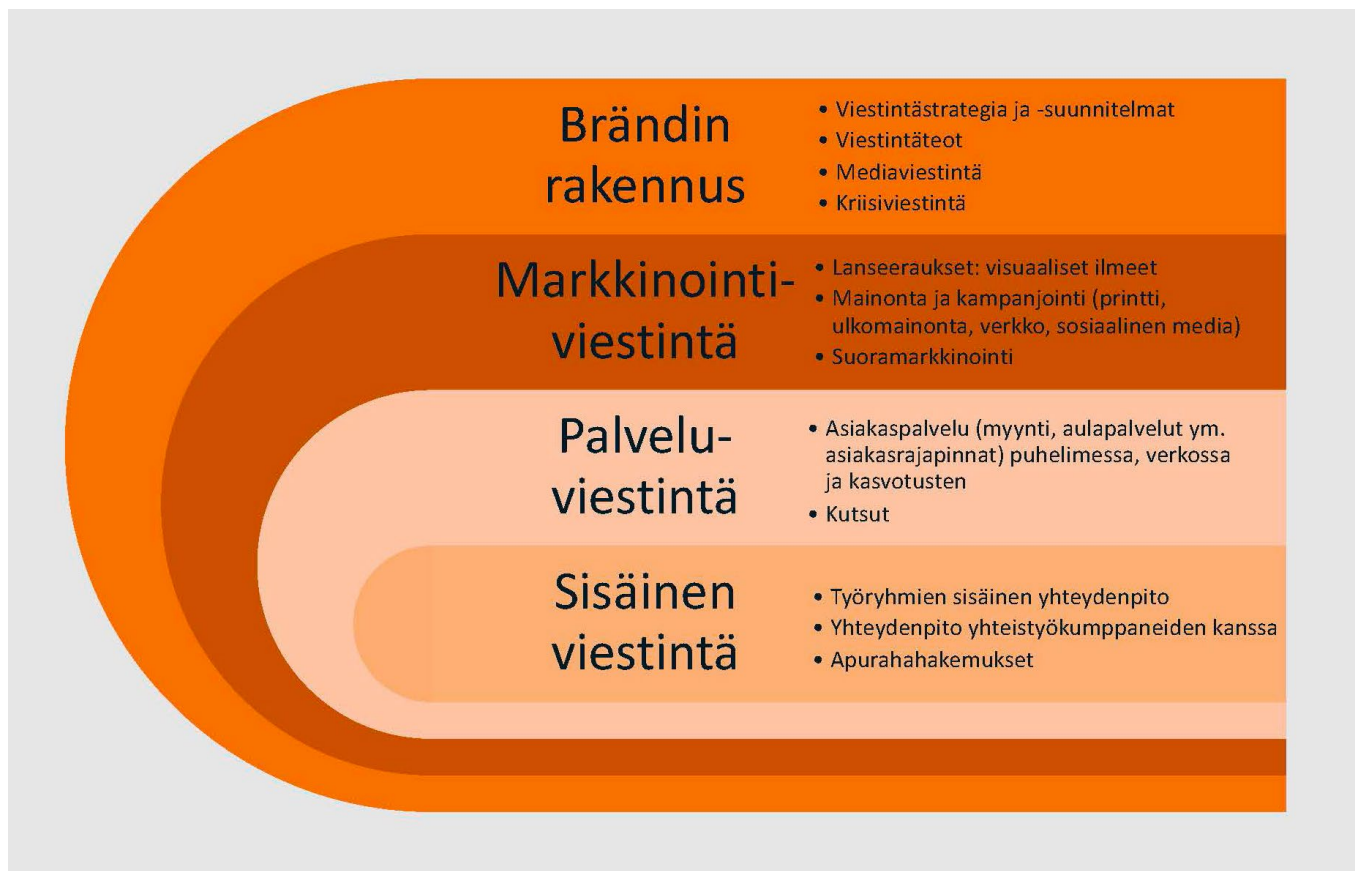 Brändin
rakennus
• Viestintästrategia ja -suunnitelmat
• Viestintäteot
• Mediaviestintä
• Kriisiviestintä
Markkinointi-
viestintä
• Lanseeraukset: visuaaliset ilmeet
• Mainonta ja kampanjointi (printti,
ulkomainonta, verkko, sosiaalinen media)
• Suoramarkkinointi
Palvelu-
viestintä
• Asiakaspalvelu (myynti, aulapalvelut ym.
asiakasrajapinnat) puhelimessa, verkossa
ja kasvotusten
• Kutsut
Sisäinen
viestintä
• Työryhmien sisäinen yhteydenpito
• Yhteydenpito yhteistyökumppaneiden kanssa
• Apurahahakemukset